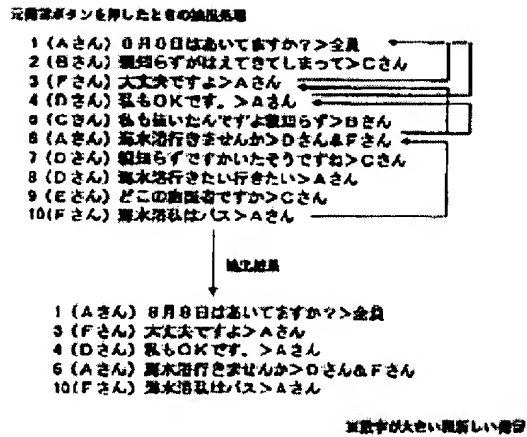 元発言ボタンを押したときの抽出処理
1 (Aさん) 8月8日はあいてますか?>全員
2 (Bさん) 親知らずがはえてきてしまって>Cさん
3 (Fさん) 大丈夫ですよ>Aさん
4 (Dさん) 私もOKです。>Aさん
5 (Cさん) 私も抜いたんですよ親知らず>Bさん
6 (Aさん) 海水浴行きませんか>Dさん&Fさん
7 (Dさん) 親知らずですかいたそうですね>Cさん
8 (Dさん) 海水浴行きたい行きたい>Aさん
9 (Eさん) どこの歯医者ですか>Cさん
10(Fさん) 海水浴私はパス>Aさん
抽出結果
1 (Aさん) 8月8日はあいてますか?>全員
3 (Fさん) 大丈夫ですよ>Aさん
4 (Dさん) 私もOKです。>Aさん
6 (Aさん) 海水浴行きませんか>Dさん&Fさん
10(Fさん) 海水浴私はパス>Aさん
※数字が大きい程新しい発言